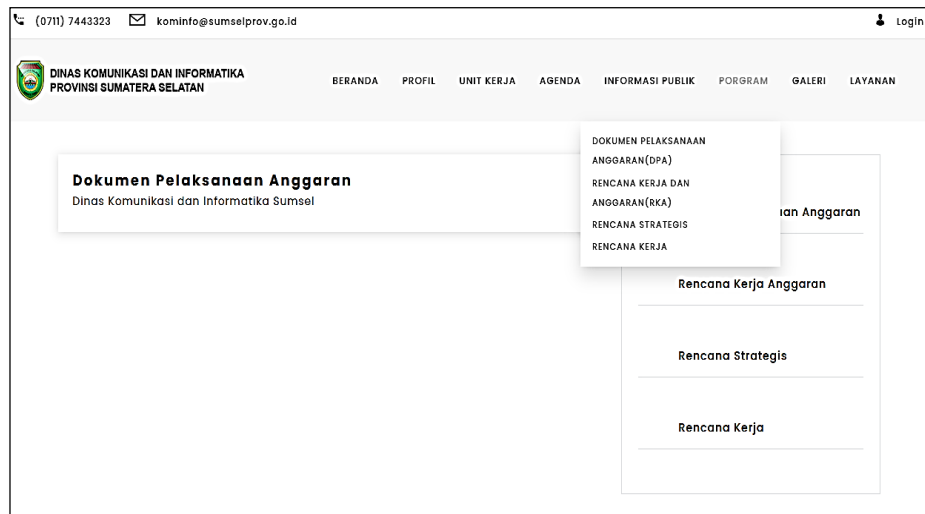 (0711) 7443323 kominfo@sumselprov.go.id Login
DINAS KOMUNIKASI DAN INFORMATIKA
PROVINSI SUMATERA SELATAN
BERANDA PROFIL UNIT KERJA AGENDA INFORMASI PUBLIK PORGRAM GALERI LAYANAN
DOKUMEN PELAKSANAAN
ANGGARAN(DPA)
RENCANA KERJA DAN
ANGGARAN(RKA)
RENCANA STRATEGIS
RENCANA KERJA
Dokumen Pelaksanaan Anggaran
Dinas Komunikasi dan Informatika Sumsel
Anggaran
Rencana Kerja Anggaran
Rencana Strategis
Rencana Kerja